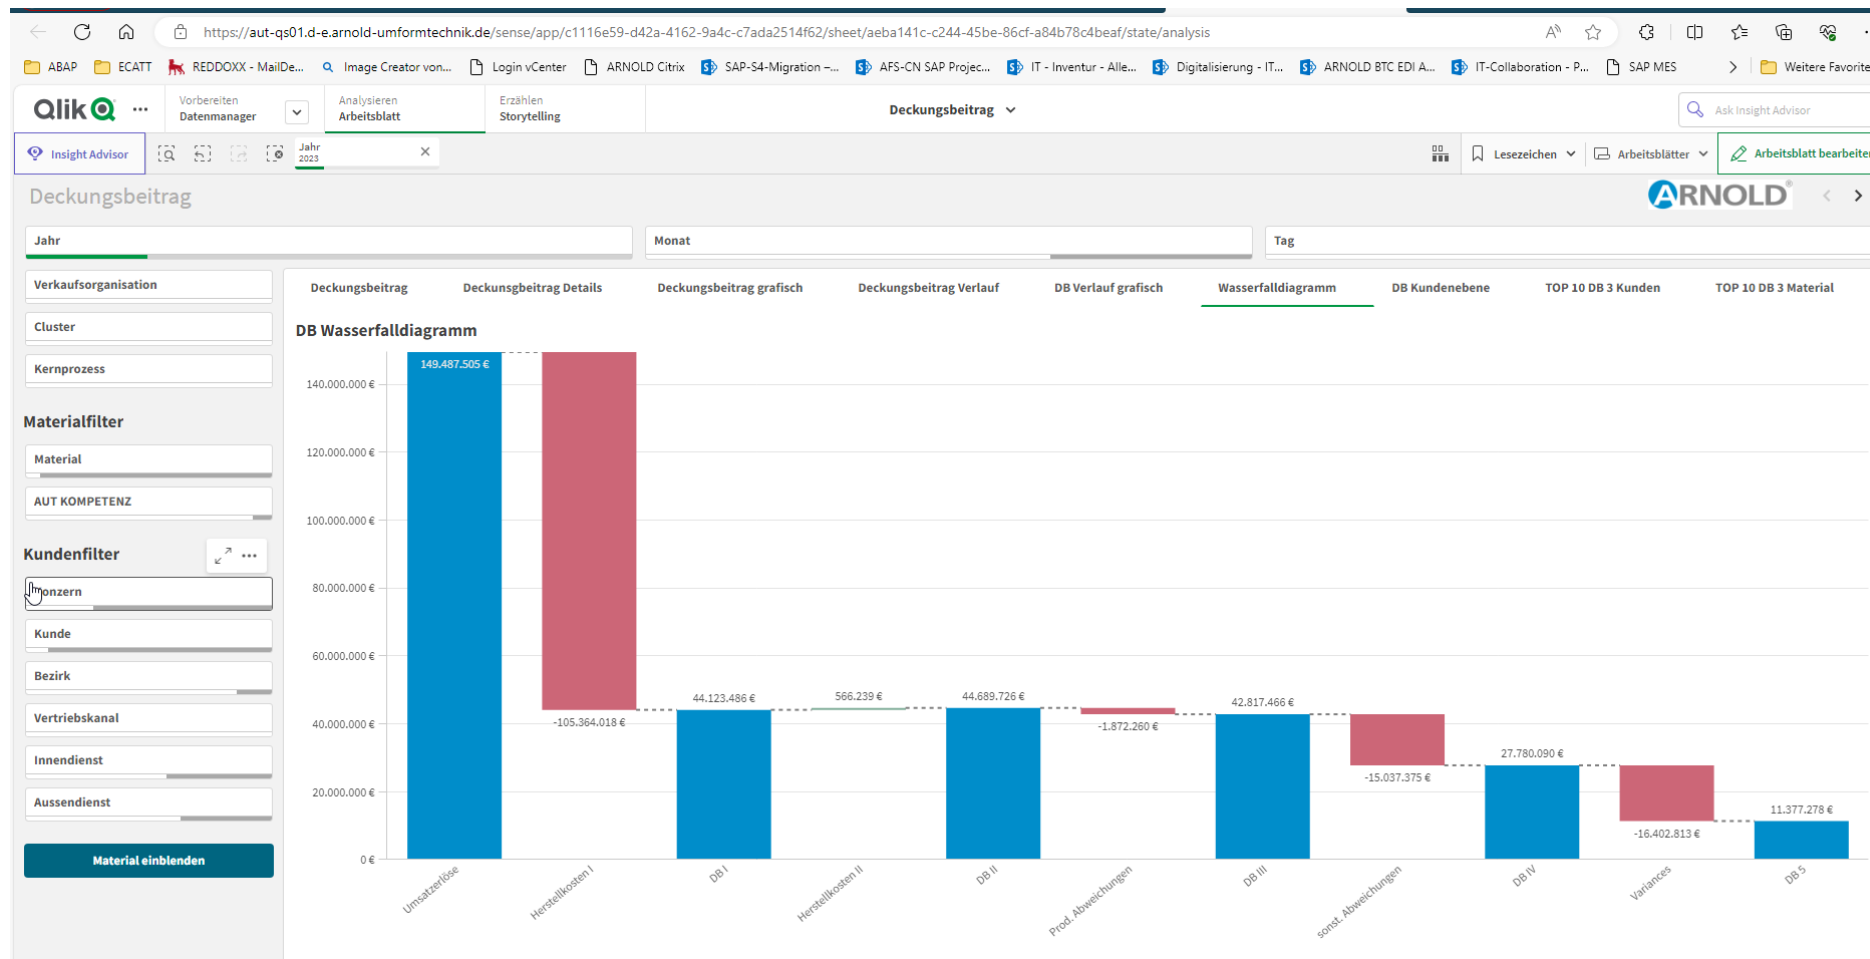 https://aut-qs01.d-e.arnold-umformtechnik.de/sense/app/c1116e59-d42a-4162-9a4c-c7ada2514f62/sheet/aeba141c-c244-45be-86cf-a84b78c4beaf/state/analysis
ABAP ECATT REDDOXX - MailDe... Image Creator von... Login vCenter ARNOLD Citrix SAP-S4-Migration –... AFS-CN SAP Projec... IT - Inventur - Alle... Digitalisierung - IT... ARNOLD BTC EDI A... IT-Collaboration - P... SAP MES Weitere Favorite
Qlik
Vorbereiten
Datenmanager
Analysieren
Arbeitsblatt
Erzählen
Storytelling
Deckungsbeitrag
Ask Insight Advisor
Insight Advisor
Jahr
2023
Lesezeichen
Arbeitsblätter
Arbeitsblatt bearbeiten
Deckungsbeitrag
ARNOLD®
Jahr
Monat
Tag
Verkaufsorganisation
Cluster
Kernprozess
Materialfilter
Material
AUT KOMPETENZ
Kundenfilter
onzern
Kunde
Bezirk
Vertriebskanal
Innendienst
Aussendienst
Material einblenden
Deckungsbeitrag Deckunsgbeitrag Details Deckungsbeitrag grafisch Deckungsbeitrag Verlauf DB Verlauf grafisch Wasserfalldiagramm DB Kundenebene TOP 10 DB 3 Kunden TOP 10 DB 3 Material
DB Wasserfalldiagramm
140.000.000 €
120.000.000 €
100.000.000 €
80.000.000 €
60.000.000 €
40.000.000 €
20.000.000 €
0 €
149.487.505 €
-105.364.018 €
44.123.486 €
566.239 €
44.689.726 €
-1.872.260 €
42.817.466 €
-15.037.375 €
27.780.090 €
-16.402.813 €
11.377.278 €
Umsatzerlöse
Herstellkosten I
DB I
Herstellkosten II
DB II
Prod. Abweichungen
DB III
sonst. Abweichungen
DB IV
Variances
DB 5